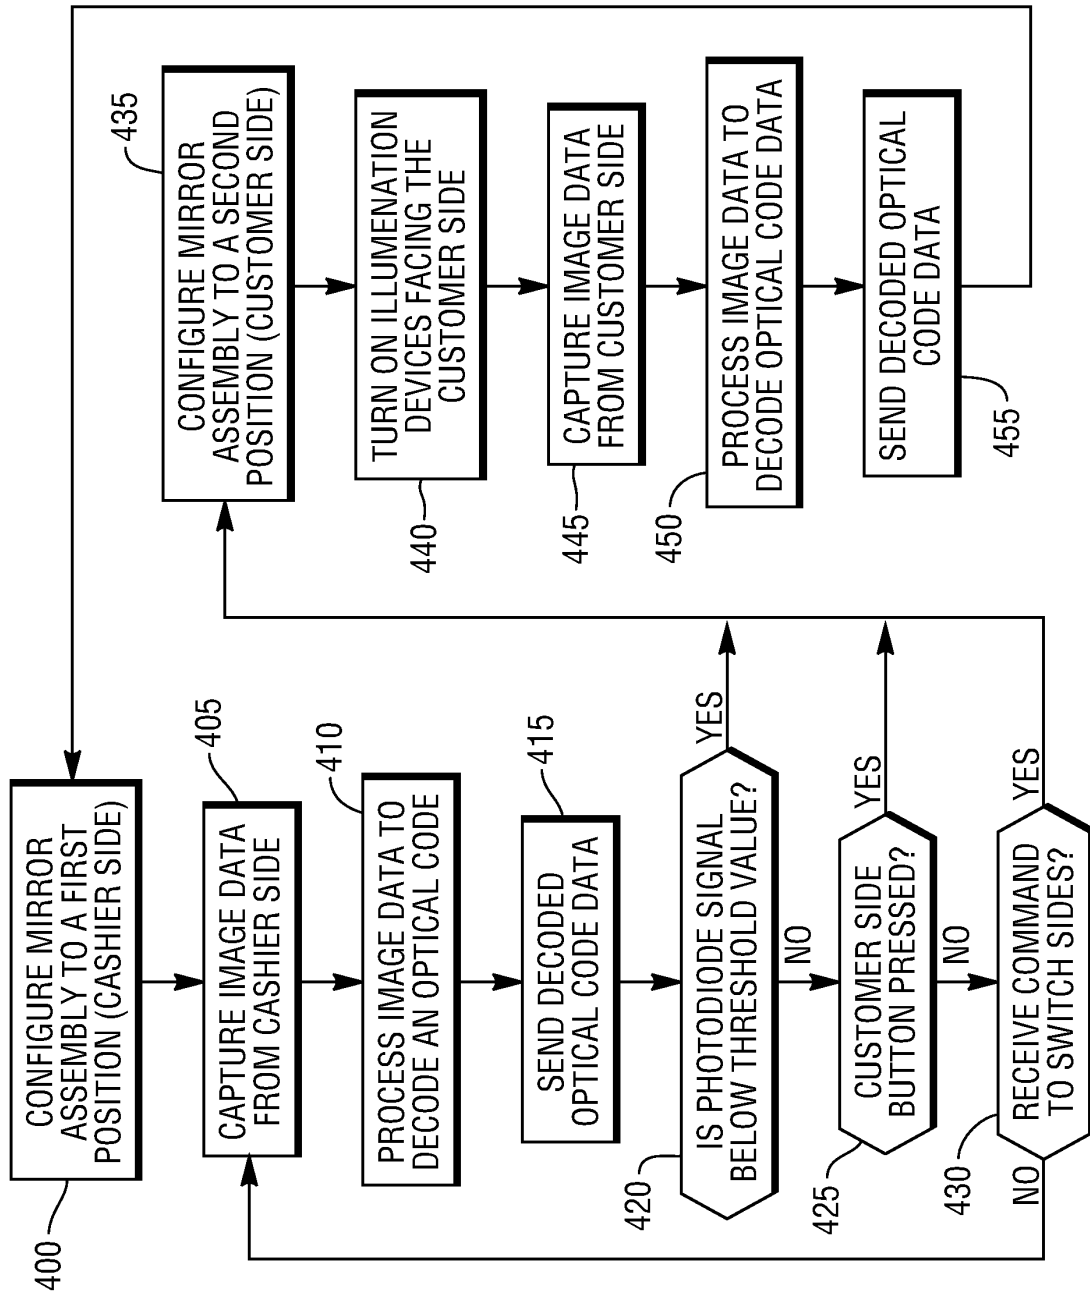 CONFIGURE MIRROR
ASSEMBLY TO A FIRST
POSITION (CASHIER SIDE)
400
CAPTURE IMAGE DATA
FROM CASHIER SIDE
405
PROCESS IMAGE DATA TO
DECODE AN OPTICAL CODE
410
SEND DECODED
OPTICAL CODE DATA
415
IS PHOTODIODE SIGNAL
BELOW THRESHOLD VALUE?
420
YES
NO
CUSTOMER SIDE
BUTTON PRESSED?
425
YES
NO
RECEIVE COMMAND
TO SWITCH SIDES?
430
YES
NO
CONFIGURE MIRROR
ASSEMBLY TO A SECOND
POSITION (CUSTOMER SIDE)
435
TURN ON ILLUMENATION
DEVICES FACING THE
CUSTOMER SIDE
440
CAPTURE IMAGE DATA
FROM CUSTOMER SIDE
445
PROCESS IMAGE DATA TO
DECODE OPTICAL CODE DATA
450
SEND DECODED OPTICAL
CODE DATA
455